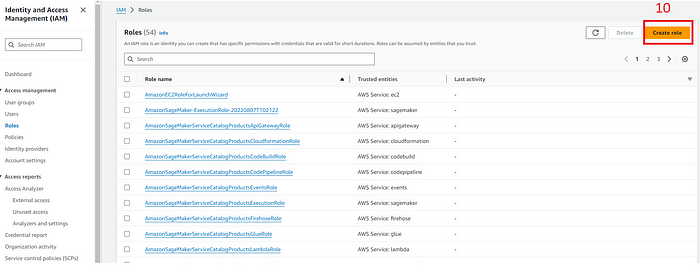 10
Identity and Access
Management (IAM)
Search IAM
Dashboard
Access management
User groups
Users
Roles
Policies
Identity providers
Account settings
Access reports
Access Analyzer
External access
Unused access
Analyzers and settings
Credential report
Organization activity
Service control policies (SCPs)
IAM > Roles
Roles (54) Info
Delete
Create role
An IAM role is an identity you can create that has specific permissions with credentials that are valid for short durations. Roles can be assumed by entities that you trust.
Search
1 2 3
Role name Trusted entities Last activity
AmazonEC2RoleForLaunchWizard AWS Service: ec2 -
AmazonSageMaker-ExecutionRole-20220807T102122 AWS Service: sagemaker -
AmazonSageMakerServiceCatalogProductsApiGatewayRole AWS Service: apigateway -
AmazonSageMakerServiceCatalogProductsCloudformationRole AWS Service: cloudformation -
AmazonSageMakerServiceCatalogProductsCodeBuildRole AWS Service: codebuild -
AmazonSageMakerServiceCatalogProductsCodePipelineRole AWS Service: codepipeline -
AmazonSageMakerServiceCatalogProductsEventsRole AWS Service: events -
AmazonSageMakerServiceCatalogProductsExecutionRole AWS Service: sagemaker -
AmazonSageMakerServiceCatalogProductsFirehoseRole AWS Service: firehose -
AmazonSageMakerServiceCatalogProductsGlueRole AWS Service: glue -
AmazonSageMakerServiceCatalogProductsLambdaRole AWS Service: lambda -